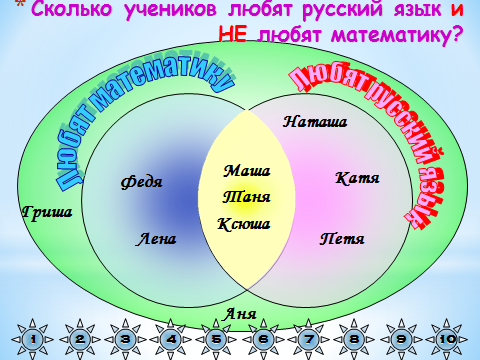 * Сколько учеников любят русский язык и
НЕ любят математику?
Любят математику
Любят русский язык
Наташа
Маша
Федя
Катя
Таня
Гриша
Ксюша
Лена
Петя
Аня
1 2 3 4 5 6 7 8 9 10